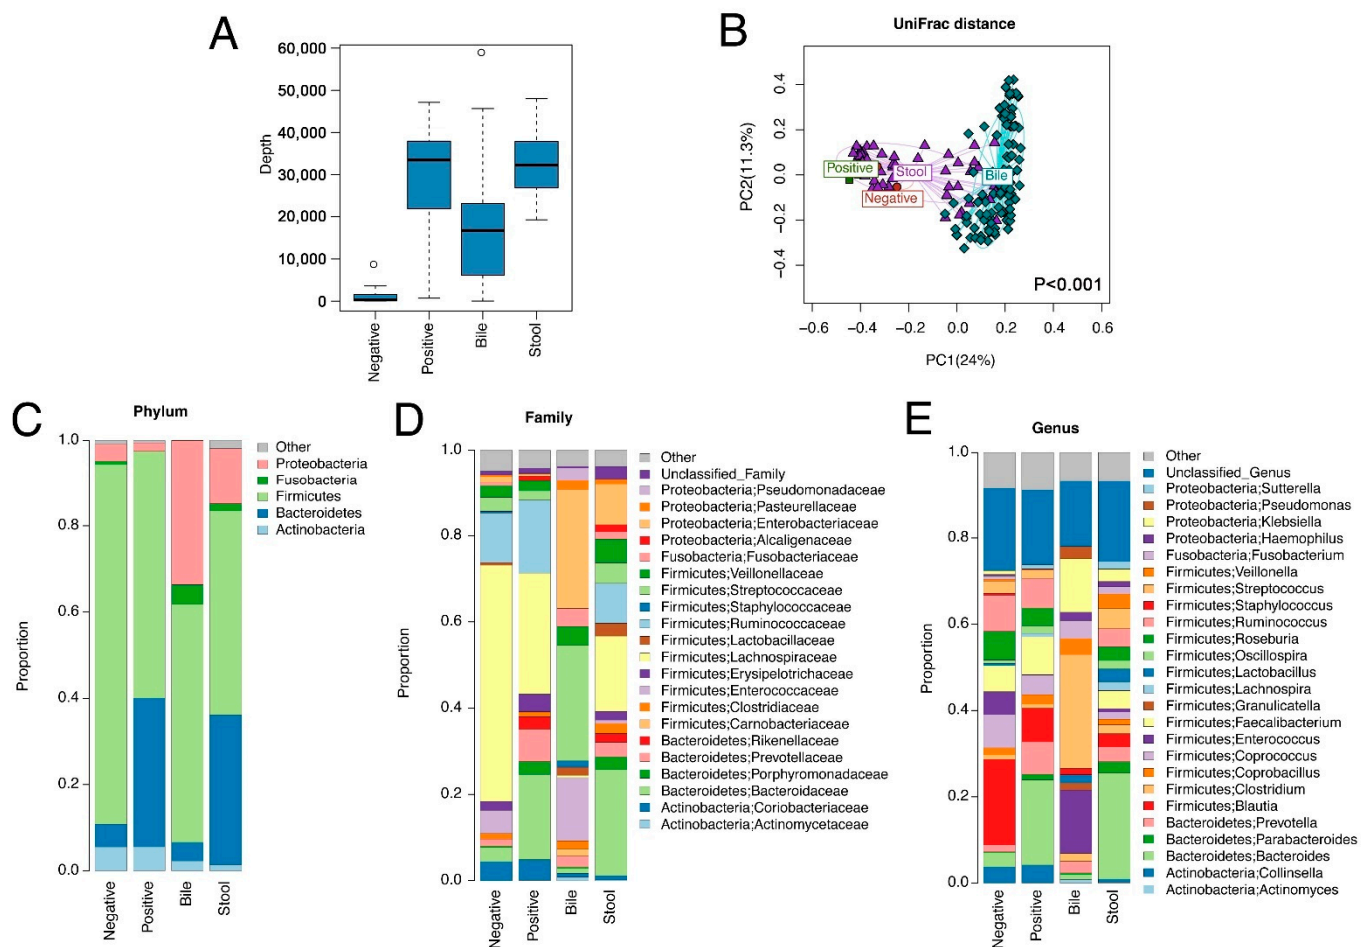 A
60,000
50,000
40,000
30,000
20,000
10,000
0
Depth
Negative
Positive
Bile
Stool
B
UniFrac distance
0.4
0.2
0.0
−0.2
−0.4
PC2(11.3%)
Positive
Stool
Bile
Negative
P<0.001
−0.6
−0.4
−0.2
0.0
0.2
0.4
0.6
PC1(24%)
C
Phylum
1.0
0.8
0.6
0.4
0.2
0.0
Proportion
Negative
Positive
Bile
Stool
Other
Proteobacteria
Fusobacteria
Firmicutes
Bacteroidetes
Actinobacteria
D
Family
1.0
0.8
0.6
0.4
0.2
0.0
Proportion
Negative
Positive
Bile
Stool
Other
Unclassified_Family
Proteobacteria;Pseudomonadaceae
Proteobacteria;Pasteurellaceae
Proteobacteria;Enterobacteriaceae
Proteobacteria;Alcaligenaceae
Fusobacteria;Fusobacteriaceae
Firmicutes;Veillonellaceae
Firmicutes;Streptococcaceae
Firmicutes;Staphylococcaceae
Firmicutes;Ruminococcaceae
Firmicutes;Lactobacillaceae
Firmicutes;Lachnospiraceae
Firmicutes;Erysipelotrichaceae
Firmicutes;Enterococcaceae
Firmicutes;Clostridiaceae
Firmicutes;Carnobacteriaceae
Bacteroidetes;Rikenellaceae
Bacteroidetes;Prevotellaceae
Bacteroidetes;Porphyromonadaceae
Bacteroidetes;Bacteroidaceae
Actinobacteria;Coriobacteriaceae
Actinobacteria;Actinomycetaceae
E
Genus
1.0
0.8
0.6
0.4
0.2
0.0
Proportion
Negative
Positive
Bile
Stool
Other
Unclassified_Genus
Proteobacteria;Sutterella
Proteobacteria;Pseudomonas
Proteobacteria;Klebsiella
Proteobacteria;Haemophilus
Fusobacteria;Fusobacterium
Firmicutes;Veillonella
Firmicutes;Streptococcus
Firmicutes;Staphylococcus
Firmicutes;Ruminococcus
Firmicutes;Roseburia
Firmicutes;Oscillospira
Firmicutes;Lactobacillus
Firmicutes;Lachnospira
Firmicutes;Granulicatella
Firmicutes;Faecalibacterium
Firmicutes;Enterococcus
Firmicutes;Coprococcus
Firmicutes;Coprobacillus
Firmicutes;Clostridium
Firmicutes;Blautia
Bacteroidetes;Prevotella
Bacteroidetes;Parabacteroides
Bacteroidetes;Bacteroides
Actinobacteria;Collinsella
Actinobacteria;Actinomyces